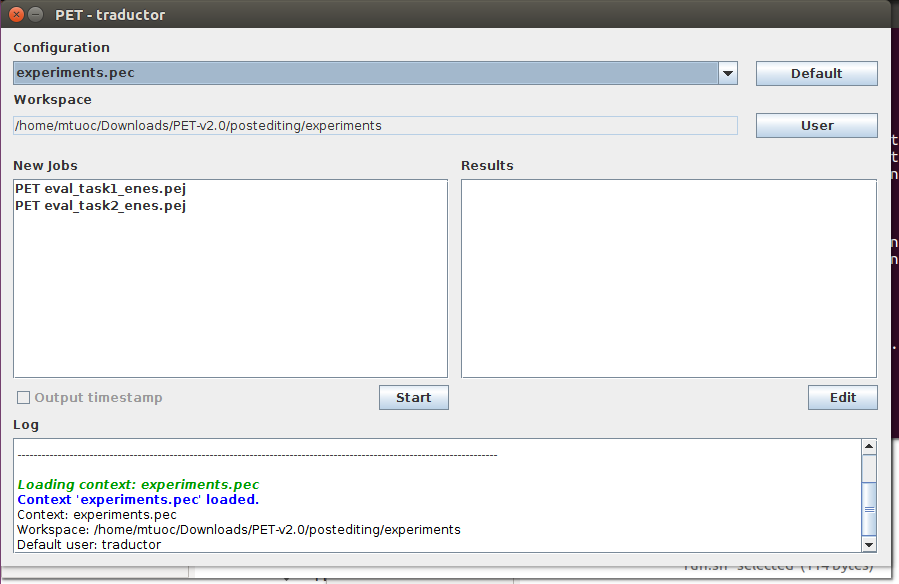 PET - traductor
Configuration
experiments.pec
Default
Workspace
/home/mtuoc/Downloads/PET-v2.0/postediting/experiments
User
New Jobs
Results
PET eval_task1_enes.pej
PET eval_task2_enes.pej
Output timestamp
Start
Edit
Log
------------------------------------------------------------------------------------------------------------------------
Loading context: experiments.pec
Context 'experiments.pec' loaded.
Context: experiments.pec
Workspace: /home/mtuoc/Downloads/PET-v2.0/postediting/experiments
Default user: traductor
"run.sh" selected (114 bytes)